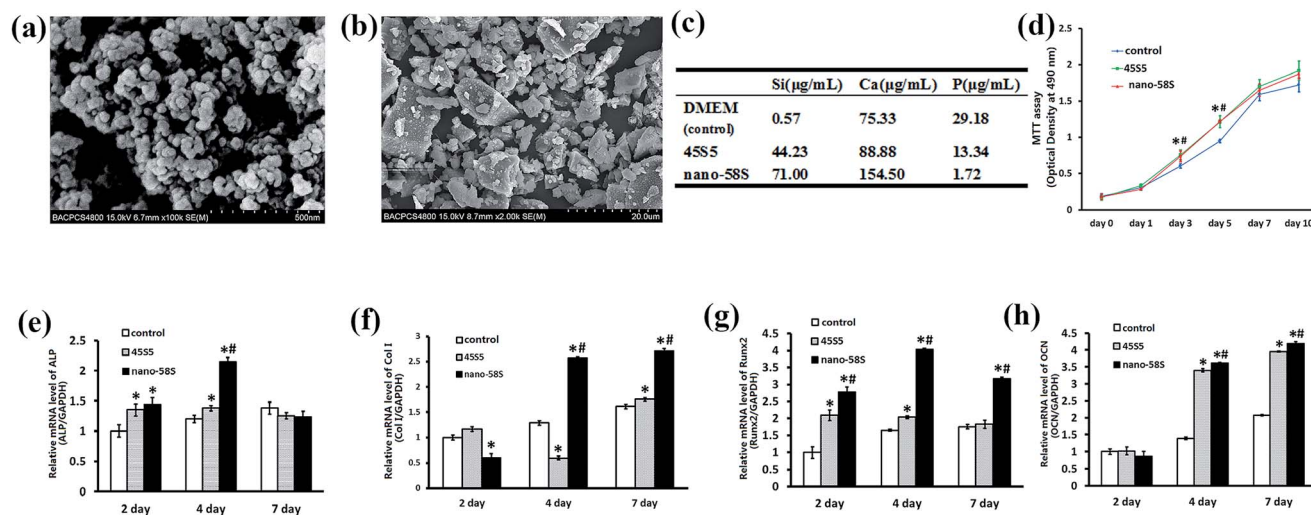 (a)
BACPCS4800 15.0kV 6.7mm x100k SE(M)
500nm
(b)
BACPCS4800 15.0kV 8.7mm x2.00k SE(M)
20.0um
(c)
Si(μg/mL) Ca(μg/mL) P(μg/mL)
DMEM
(control) 0.57 75.33 29.18
45S5 44.23 88.88 13.34
nano-58S 71.00 154.50 1.72
(d)
MTT assay
(Optical Density at 490 nm)
2.5
2
1.5
1
0.5
0
control
45S5
nano-58S
*#
*#
day 0 day 1 day 3 day 5 day 7 day 10
(e)
Relative mRNA level of ALP
(ALP/GAPDH)
2.5
2
1.5
1
0.5
0
control
45S5
nano-58S
* *
* *#
2 day 4 day 7 day
(f)
Relative mRNA level of Col I
(Col I/GAPDH)
3
2.5
2
1.5
1
0.5
0
control
45S5
nano-58S
*
* *#
* *#
2 day 4 day 7 day
(g)
Relative mRNA level of Runx2
(Runx2/GAPDH)
4.5
4
3.5
3
2.5
2
1.5
1
0.5
0
control
45S5
nano-58S
* *#
* *#
*#
2 day 4 day 7 day
(h)
Relative mRNA level of OCN
(OCN/GAPDH)
4.5
4
3.5
3
2.5
2
1.5
1
0.5
0
control
45S5
nano-58S
* *#
* *#
2 day 4 day 7 day